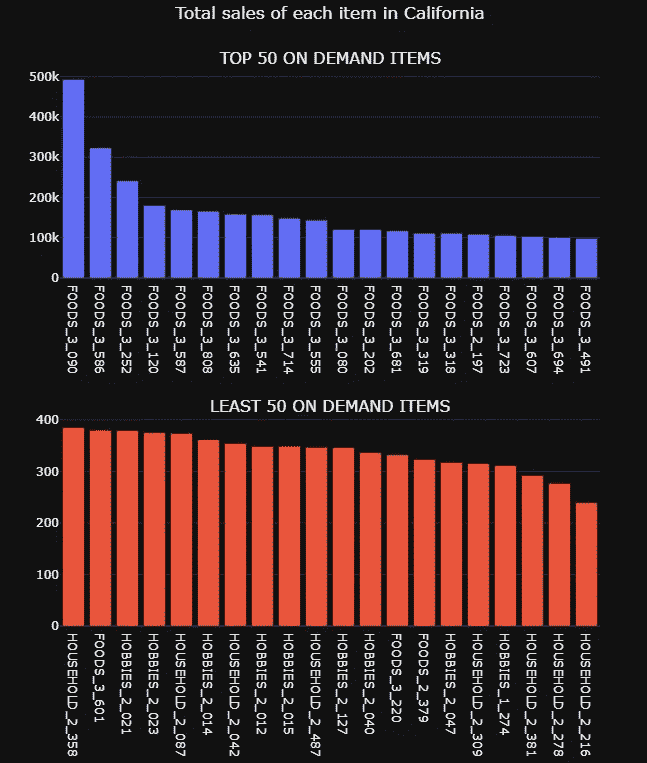 Total sales of each item in California
TOP 50 ON DEMAND ITEMS
500k
400k
300k
200k
100k
0
FOODS_3_090
FOODS_3_586
FOODS_3_252
FOODS_3_120
FOODS_3_587
FOODS_3_808
FOODS_3_635
FOODS_3_541
FOODS_3_714
FOODS_3_555
FOODS_3_080
FOODS_3_202
FOODS_3_681
FOODS_3_319
FOODS_3_318
FOODS_2_197
FOODS_3_723
FOODS_3_607
FOODS_3_694
FOODS_3_491
LEAST 50 ON DEMAND ITEMS
400
300
200
100
0
HOUSEHOLD_2_358
FOODS_3_601
HOBBIES_2_021
HOBBIES_2_023
HOUSEHOLD_2_087
HOBBIES_2_014
HOUSEHOLD_2_042
HOBBIES_2_012
HOBBIES_2_015
HOUSEHOLD_2_487
HOBBIES_2_127
HOBBIES_2_040
FOODS_3_220
FOODS_2_379
HOBBIES_2_047
HOUSEHOLD_2_309
HOBBIES_1_274
HOUSEHOLD_2_381
HOUSEHOLD_2_278
HOUSEHOLD_2_216